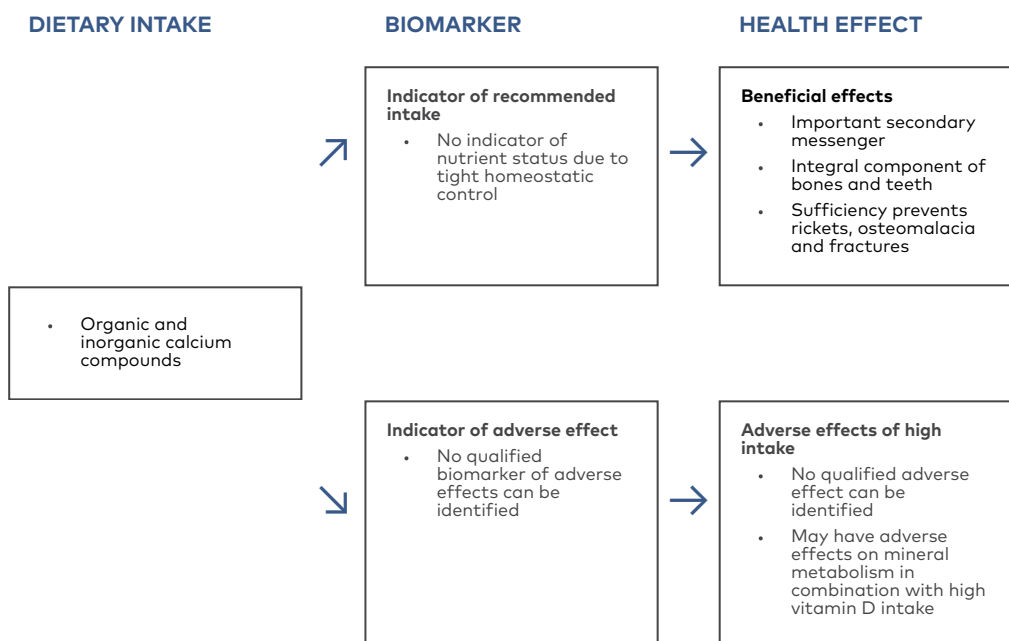 DIETARY INTAKE
BIOMARKER
HEALTH EFFECT
• Organic and
inorganic calcium
compounds
Indicator of recommended
intake
• No indicator of
nutrient status due to
tight homeostatic
control
Beneficial effects
• Important secondary
messenger
• Integral component of
bones and teeth
• Sufficiency prevents
rickets, osteomalacia
and fractures
Indicator of adverse effect
• No qualified
biomarker of adverse
effects can be
identified
Adverse effects of high
intake
• No qualified adverse
effect can be
identified
• May have adverse
effects on mineral
metabolism in
combination with high
vitamin D intake